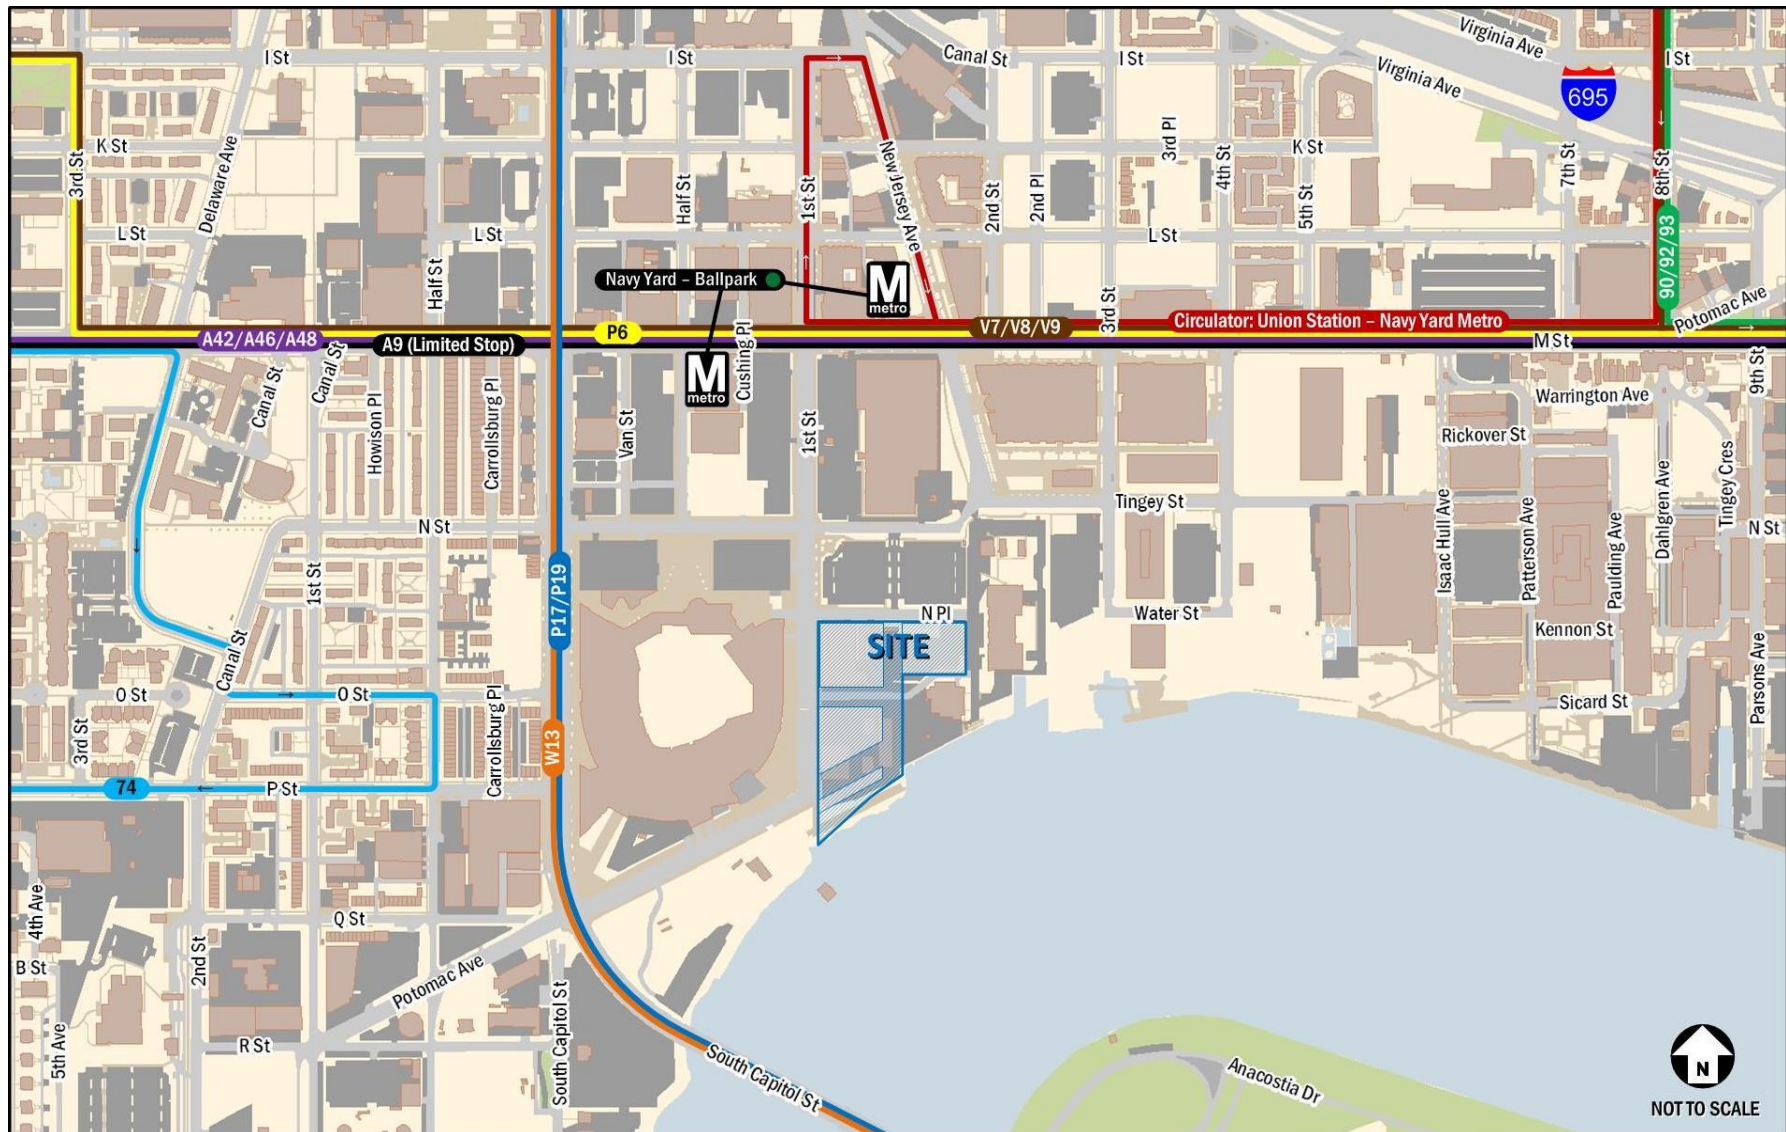 Virginia Ave
I St
I St
Canal St
I St
Virginia Ave
I St
695
K St
3rd St
Delaware Ave
Half St
1st St
New Jersey Ave
2nd St
2nd Pl
3rd Pl
4th St
K St
5th St
7th St
8th St
L St
L St
L St
Half St
Navy Yard – Ballpark
M
metro
3rd St
90/92/93
Potomac Ave
A42/A46/A48
A9 (Limited Stop)
P6
V7/V8/V9
Circulator: Union Station – Navy Yard Metro
M St
M
metro
Cushing Pl
Canal St
Canal St
Howison Pl
Carrollsburg Pl
Van St
1st St
9th St
Warrington Ave
Rickover St
Tingey St
Isaac Hull Ave
Patterson Ave
Paulding Ave
Dahlgren Ave
Tingey Cres
N St
N St
1st St
P17/P19
N Pl
Water St
Kennon St
SITE
Canal St
O St
O St
Carrollsburg Pl
W13
Sicard St
Parsons Ave
3rd St
74
P St
4th Ave
Q St
B St
2nd St
Potomac Ave
5th Ave
R St
South Capitol St
South Capitol St
Anacostia Dr
N
NOT TO SCALE